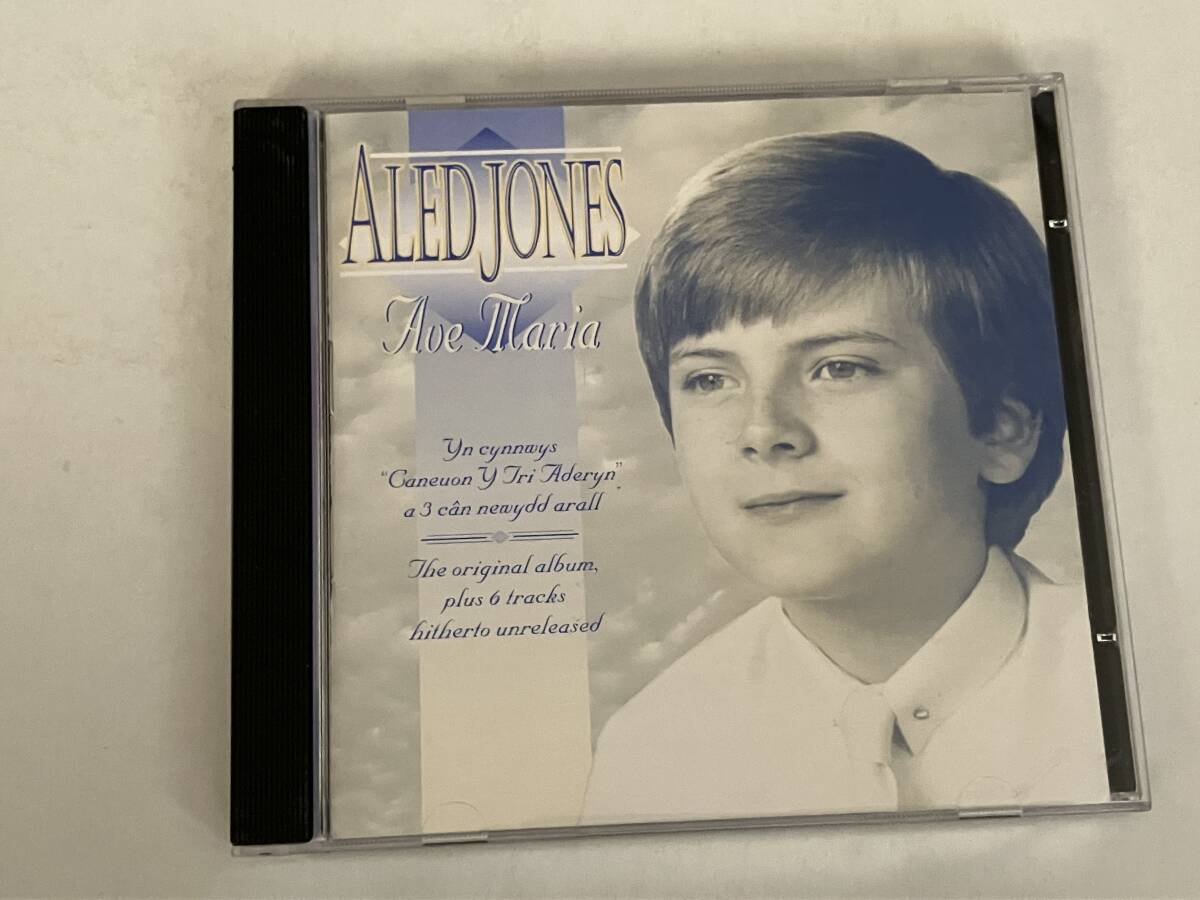 ALED JONES
Ave Maria
Yn cynnwys
"Caneuon Y Tri Aderyn"
a 3 cân newydd arall
The original album,
plus 6 tracks
hitherto unreleased